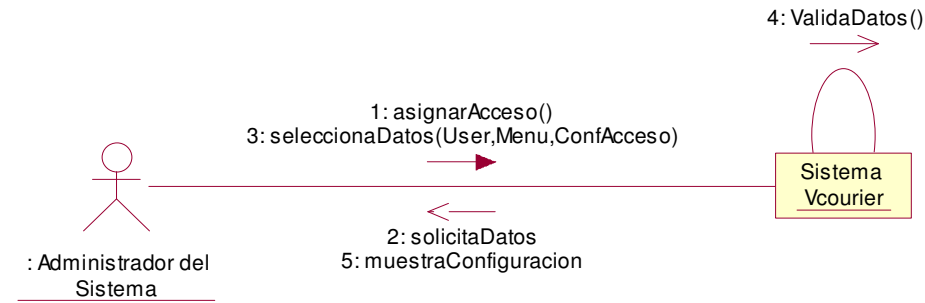 4: ValidaDatos()
1: asignarAcceso()
3: seleccionaDatos(User,Menu,ConfAcceso)
Sistema
Vcourier
2: solicitaDatos
5: muestraConfiguracion
: Administrador del
Sistema